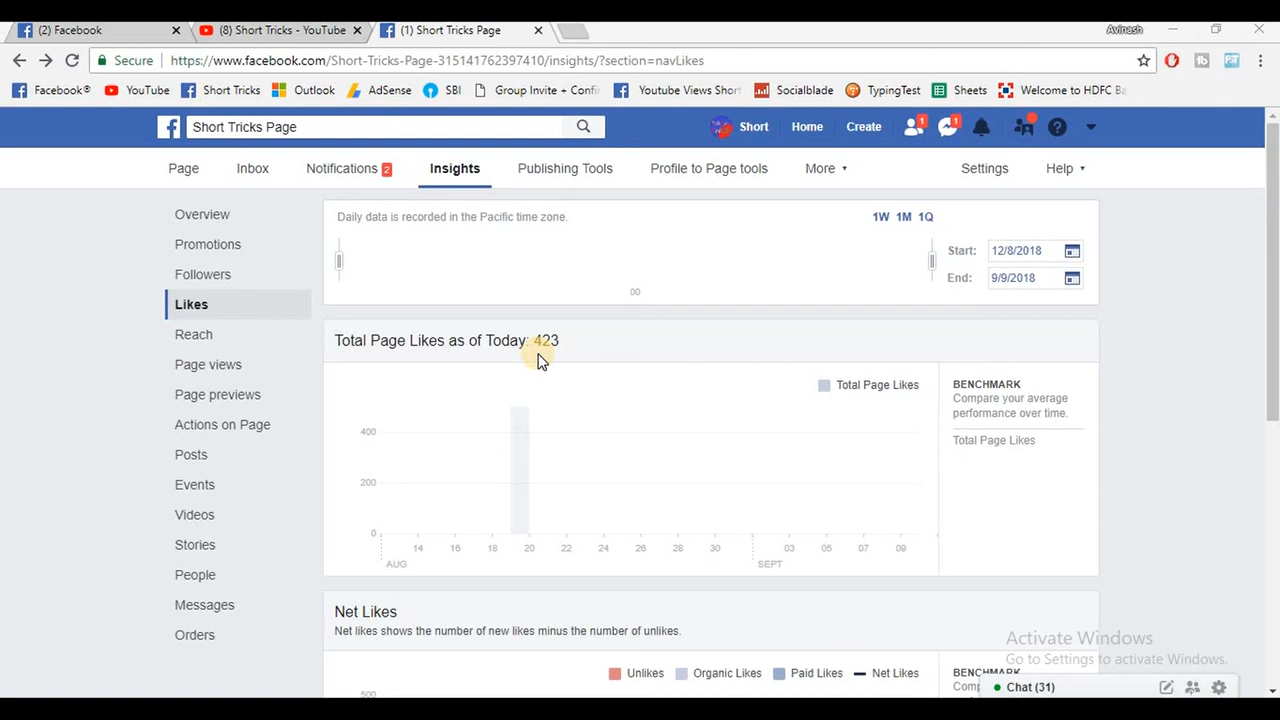 (2) Facebook
(8) Short Tricks - YouTube
(1) Short Tricks Page
Avinash
Secure
https://www.facebook.com/Short-Tricks-Page-315141762397410/insights/?section=navLikes
Facebook®
YouTube
Short Tricks
Outlook
AdSense
SBI
Group Invite + Confi
Youtube Views Short
Socialblade
TypingTest
Sheets
Welcome to HDFC Ba
Short Tricks Page
Short
Home
Create
1
1
Page
Inbox
Notifications 2
Insights
Publishing Tools
Profile to Page tools
More
Settings
Help
Overview
Promotions
Followers
Likes
Reach
Page views
Page previews
Actions on Page
Posts
Events
Videos
Stories
People
Messages
Orders
Daily data is recorded in the Pacific time zone.
1W 1M 1Q
Start: 12/8/2018
End: 9/9/2018
00
Total Page Likes as of Today: 423
Total Page Likes
400
200
0
14 16 18 20 22 24 26 28 30 03 05 07 09
AUG SEPT
BENCHMARK
Compare your average
performance over time.
Total Page Likes
Net Likes
Net likes shows the number of new likes minus the number of unlikes.
Unlikes
Organic Likes
Paid Likes
Net Likes
500
BENCHMARK
Comp
Activate Windows
Go to Settings to activate Windows.
Chat (31)